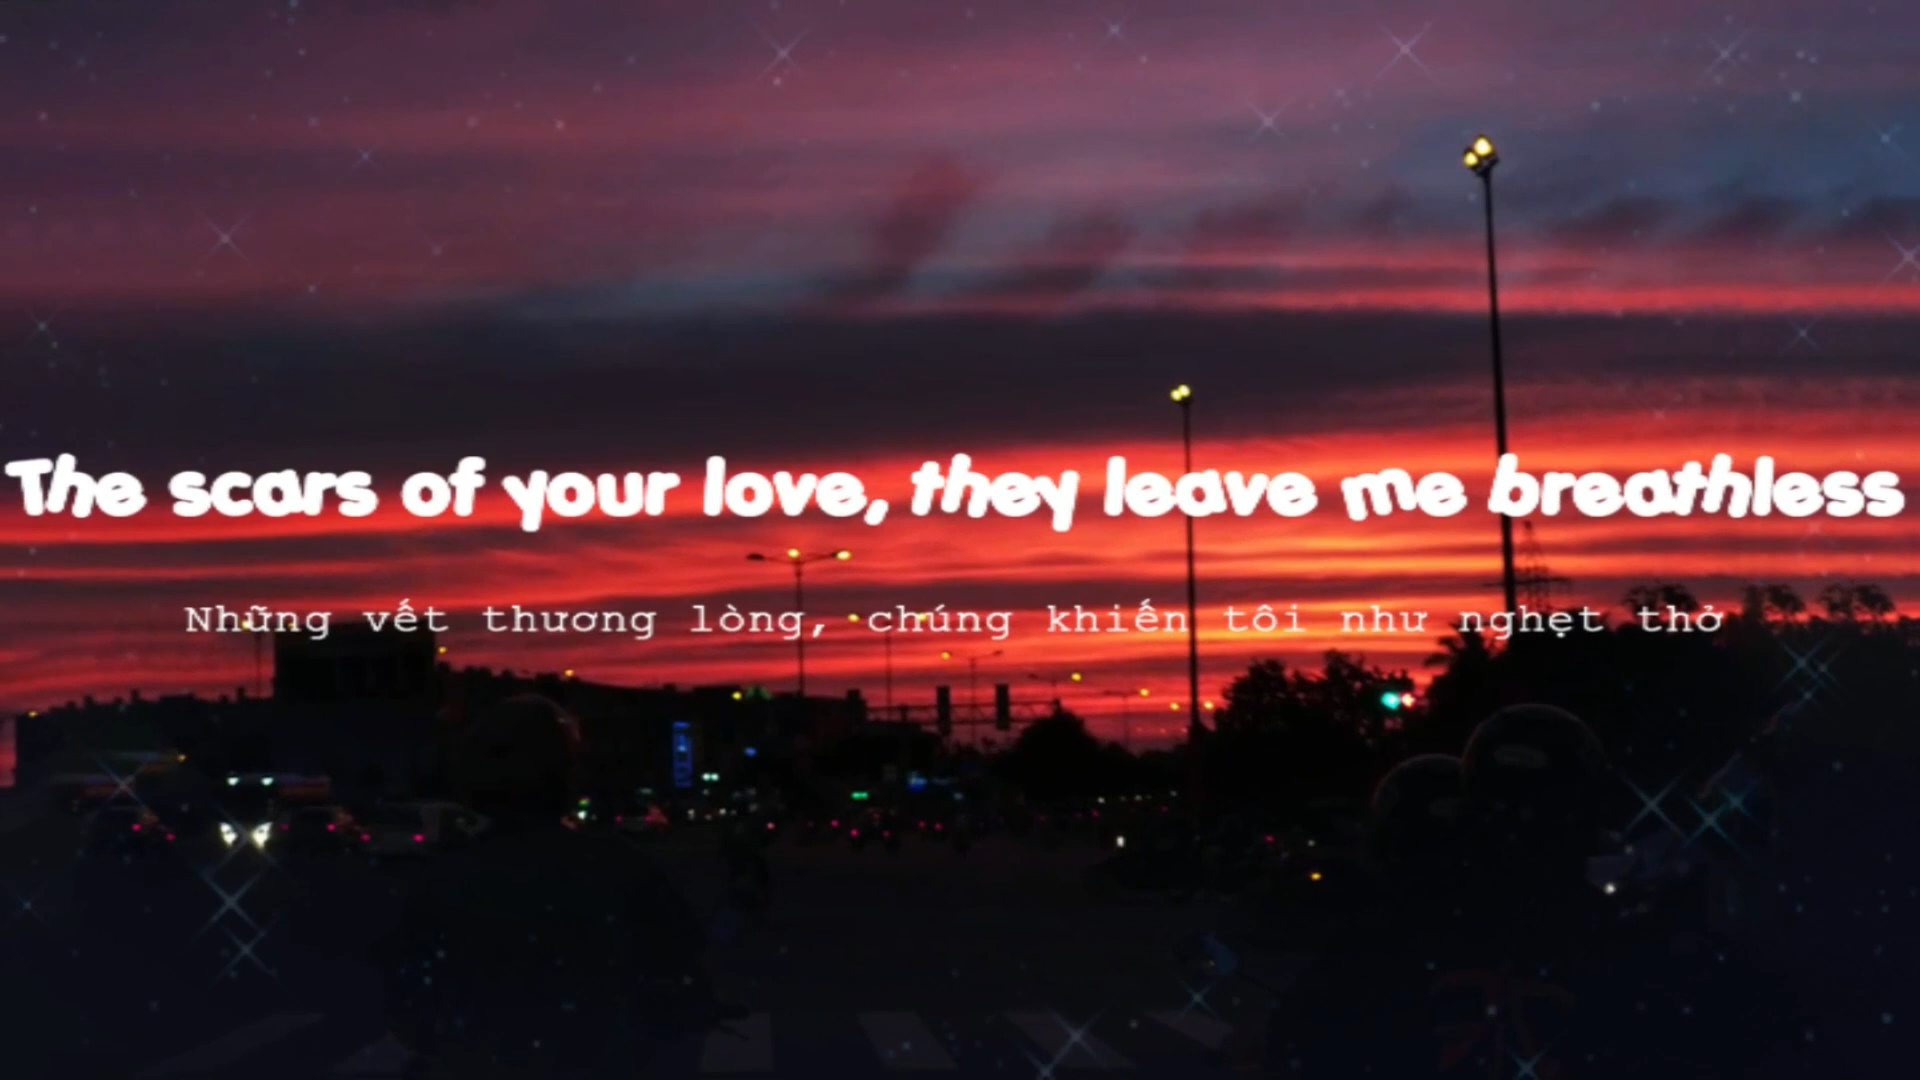 The scars of your love, they leave me breathless
Những vết thương lòng, chúng khiến tôi như nghẹt thở